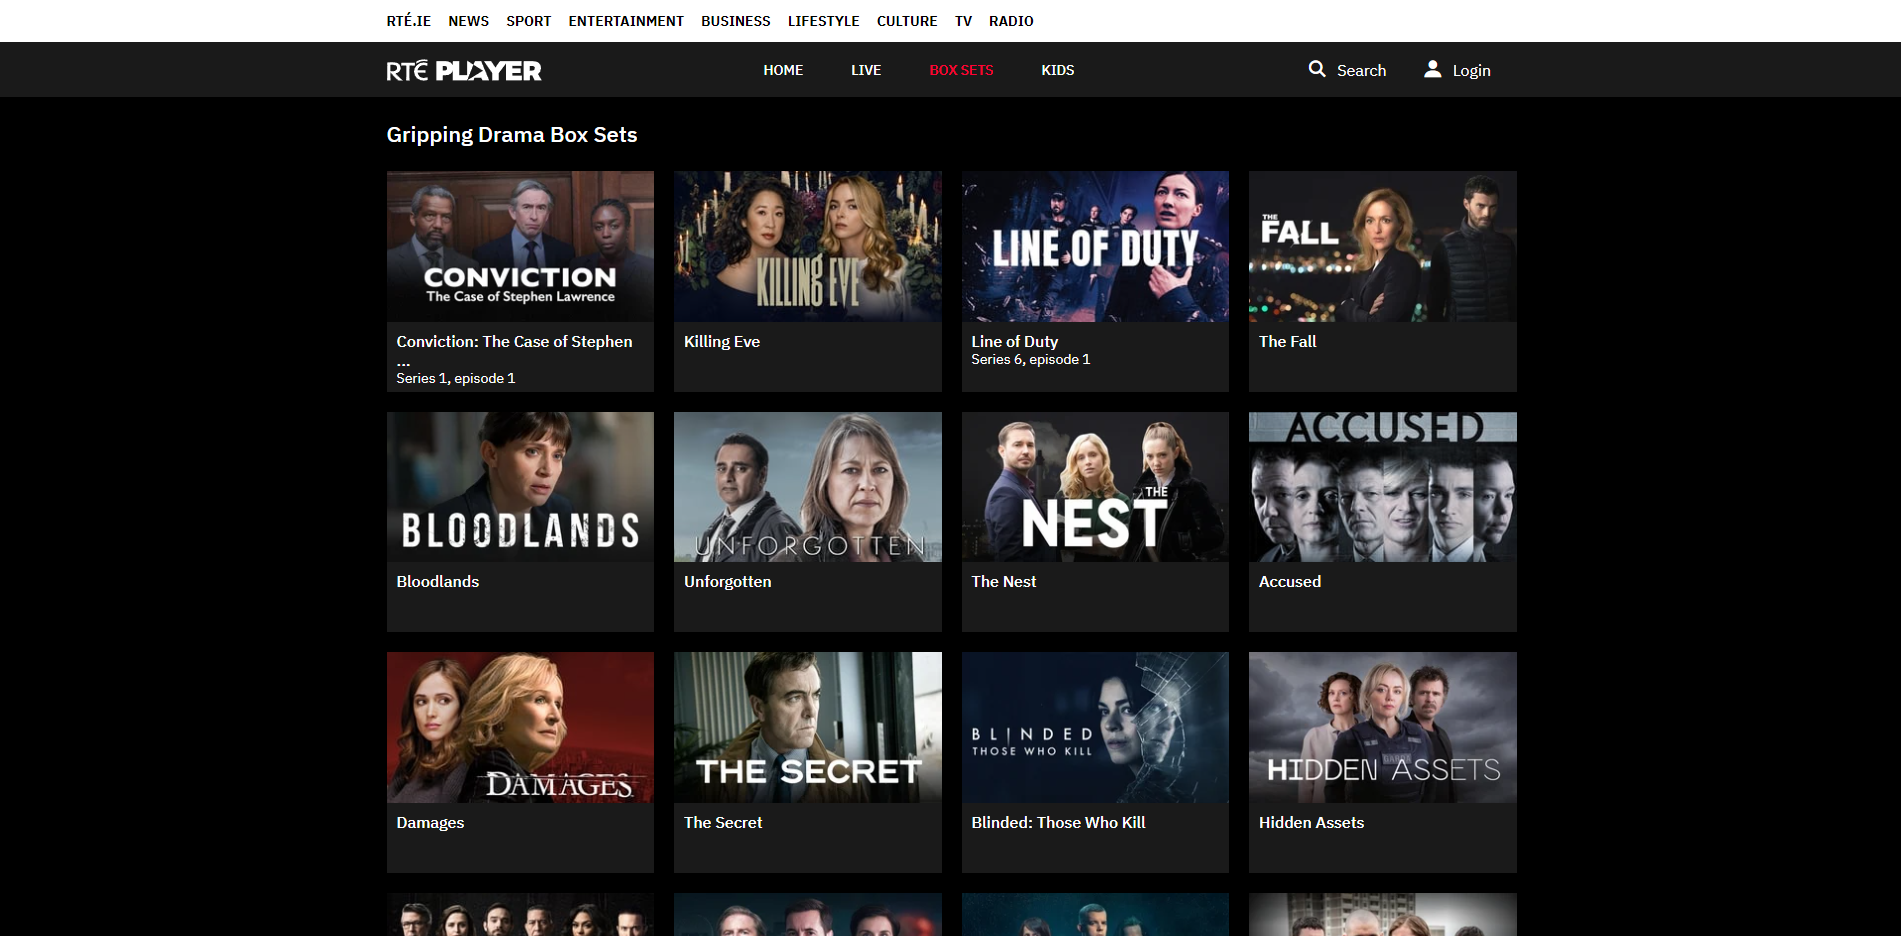 RTÉ.IE NEWS SPORT ENTERTAINMENT BUSINESS LIFESTYLE CULTURE TV RADIO
RTÉ PLAYER HOME LIVE BOX SETS KIDS Search Login
Gripping Drama Box Sets
CONVICTION
The Case of Stephen Lawrence
KILLING EVE
LINE OF DUTY
THE
FALL
Conviction: The Case of Stephen
...
Series 1, episode 1
Killing Eve
Line of Duty
Series 6, episode 1
The Fall
BLOODLANDS
UNFORGOTTEN
THE
NEST
ACCUSED
Bloodlands
Unforgotten
The Nest
Accused
DAMAGES
THE SECRET
BLINDED
THOSE WHO KILL
HIDDEN ASSETS
Damages
The Secret
Blinded: Those Who Kill
Hidden Assets